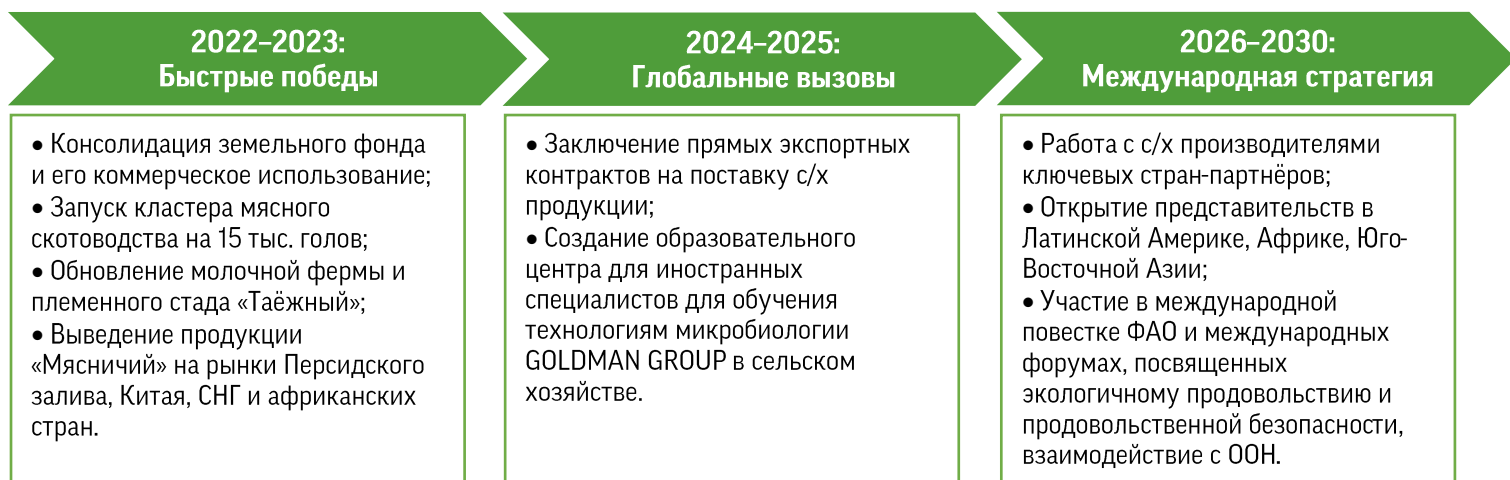 2022–2023:
Быстрые победы
• Консолидация земельного фонда
и его коммерческое использование;
• Запуск кластера мясного
скотоводства на 15 тыс. голов;
• Обновление молочной фермы и
племенного стада «Таёжный»;
• Выведение продукции
«Мясничий» на рынки Персидского
залива, Китая, СНГ и африканских
стран.
2024–2025:
Глобальные вызовы
• Заключение прямых экспортных
контрактов на поставку с/х
продукции;
• Создание образовательного
центра для иностранных
специалистов для обучения
технологиям микробиологии
GOLDMAN GROUP в сельском
хозяйстве.
2026–2030:
Международная стратегия
• Работа с с/х производителями
ключевых стран-партнёров;
• Открытие представительств в
Латинской Америке, Африке, Юго-
Восточной Азии;
• Участие в международной
повестке ФАО и международных
форумах, посвященных
экологичному продовольствию и
продовольственной безопасности,
взаимодействие с ООН.